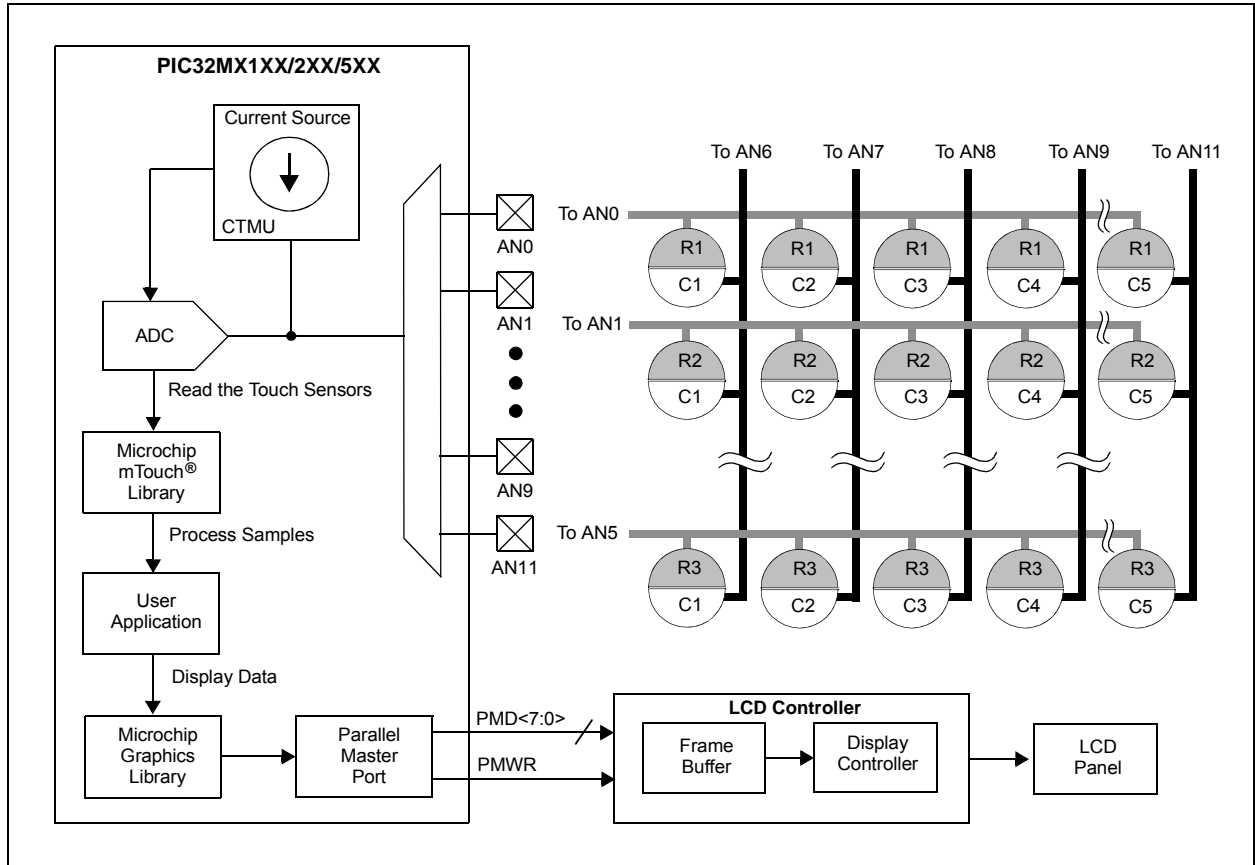 PIC32MX1XX/2XX/5XX
Current Source
CTMU
ADC
Read the Touch Sensors
Microchip
mTouch®
Library
Process Samples
User
Application
Display Data
Microchip
Graphics
Library
Parallel
Master
Port
AN0
AN1
AN9
AN11
To AN6 To AN7 To AN8 To AN9 To AN11
To AN0
R1 R1 R1 R1 R1
C1 C2 C3 C4 C5
To AN1
R2 R2 R2 R2 R2
C1 C2 C3 C4 C5
To AN5
R3 R3 R3 R3 R3
C1 C2 C3 C4 C5
PMD<7:0>
PMWR
LCD Controller
Frame
Buffer
Display
Controller
LCD
Panel